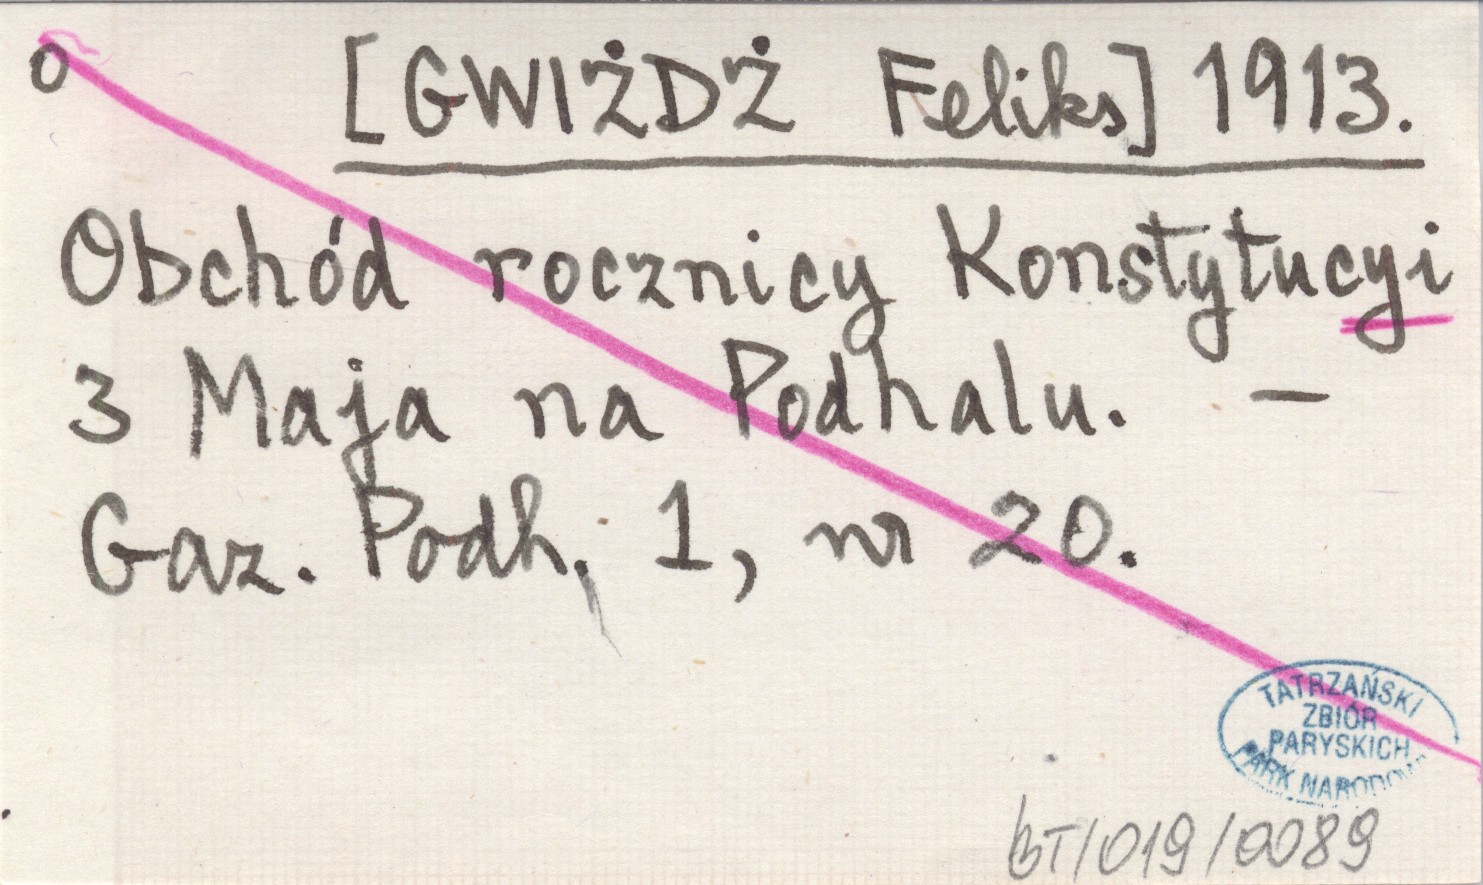 o [GWIŻDŻ Feliks] 1913.
Obchód rocznicy Konstytucyi
3 Maja na Podhalu. —
Gaz. Podh. 1, nr 20.
TATRZAŃSKI
ZBIÓR
PARYSKICH
PARK NARODOWY
BT/019/0089